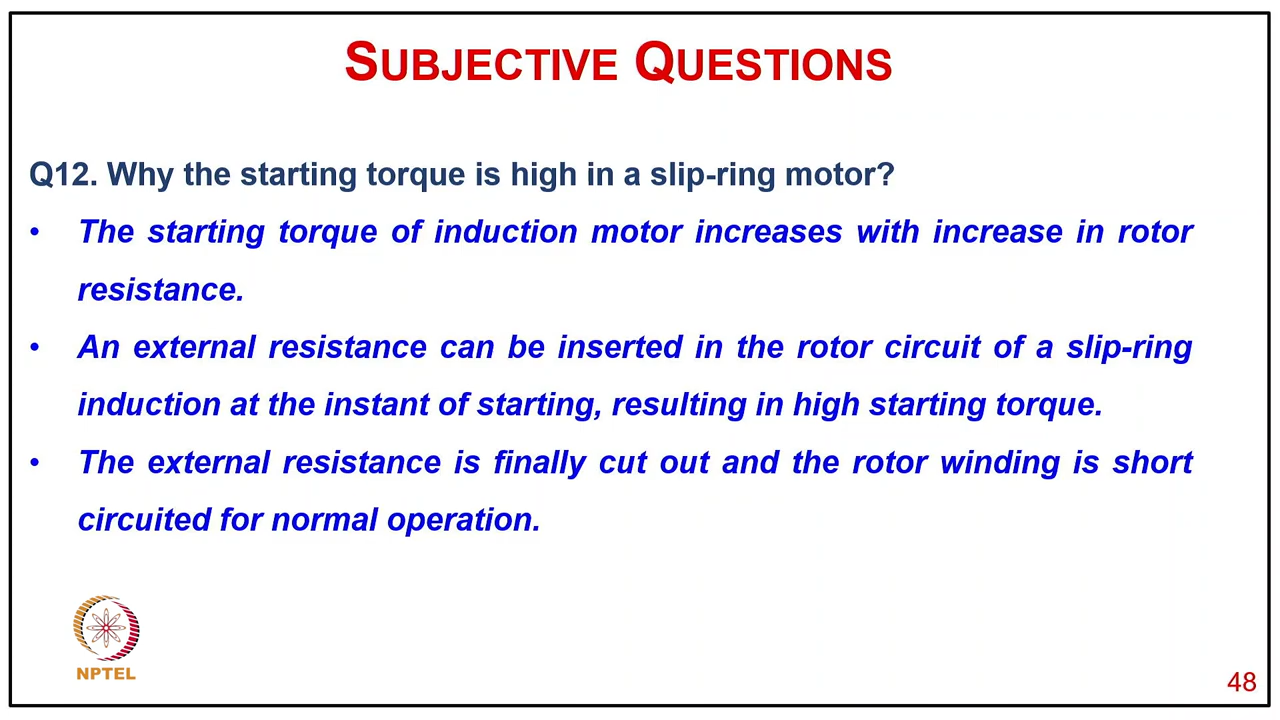 SUBJECTIVE QUESTIONS
Q12. Why the starting torque is high in a slip-ring motor?
• The starting torque of induction motor increases with increase in rotor
resistance.
• An external resistance can be inserted in the rotor circuit of a slip-ring
induction at the instant of starting, resulting in high starting torque.
• The external resistance is finally cut out and the rotor winding is short
circuited for normal operation.
NPTEL
48